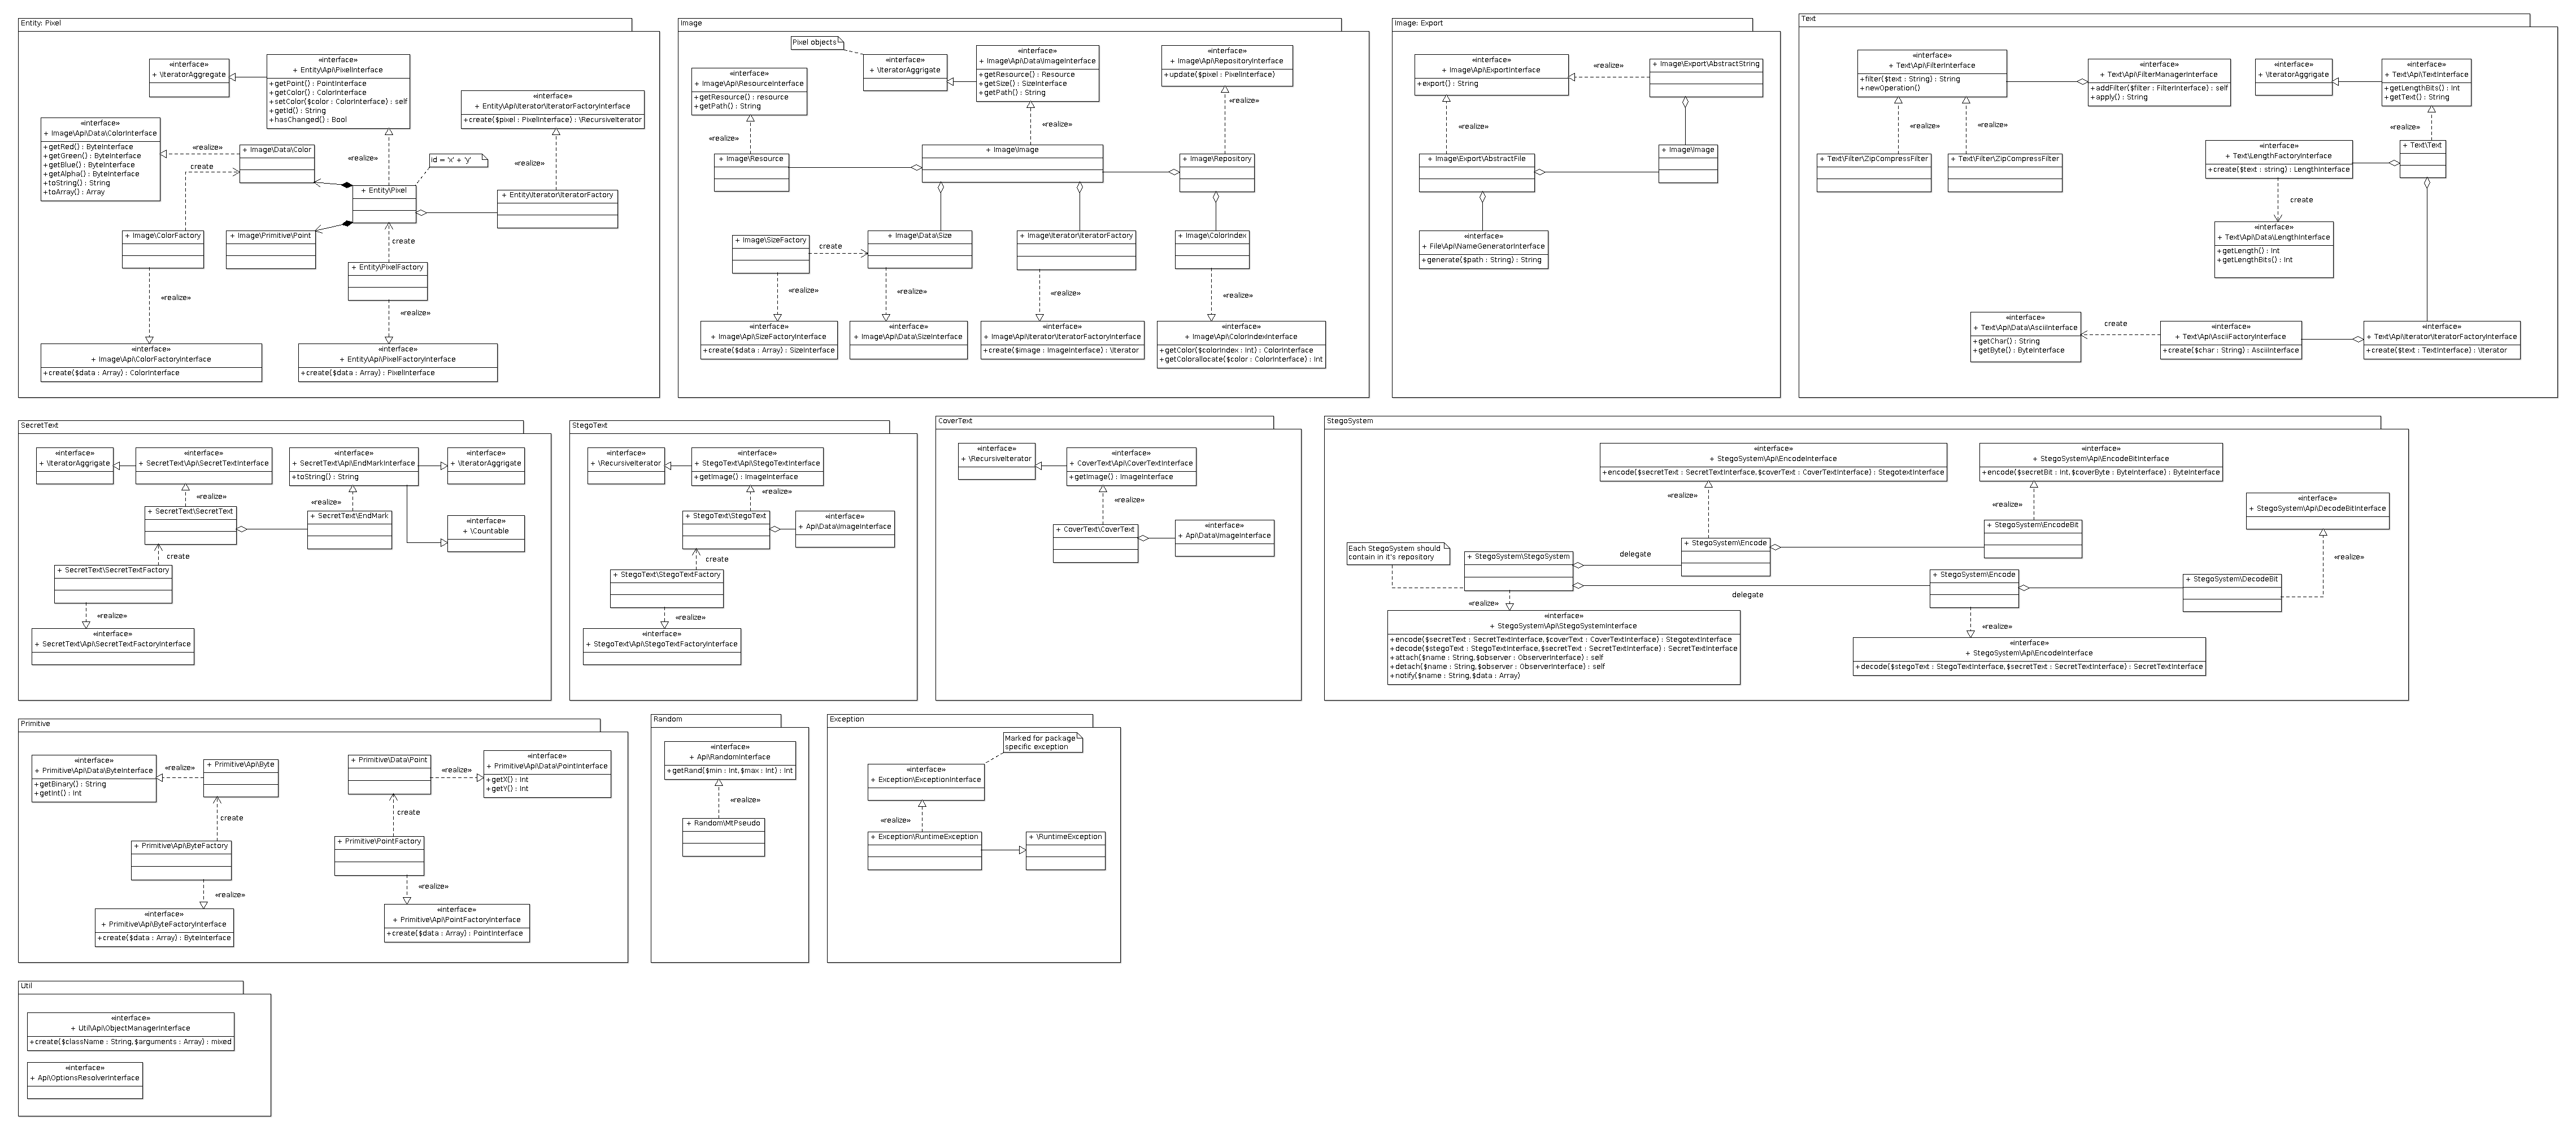 Entity: Pixel
«interface»
+ \IteratorAggregate
«interface»
+ Entity\Api\PixelInterface
+getPoint() : PointInterface
+getColor() : ColorInterface
+setColor($color : ColorInterface) : self
+getId() : String
+hasChanged() : Bool
«interface»
+ Entity\Api\Iterator\IteratorFactoryInterface
+create($pixel : PixelInterface) : \RecursiveIterator
«interface»
+ Image\Api\Data\ColorInterface
+getRed() : ByteInterface
+getGreen() : ByteInterface
+getBlue() : ByteInterface
+getAlpha() : ByteInterface
+toString() : String
+toArray() : Array
«realize»
create
+ Image\Data\Color
«realize»
id = 'x' + 'y'
«realize»
+ Entity\Pixel
+ Entity\Iterator\IteratorFactory
+ Image\ColorFactory
+ Image\Primitive\Point
create
+ Entity\PixelFactory
«realize»
«realize»
«interface»
+ Image\Api\ColorFactoryInterface
+create($data : Array) : ColorInterface
«interface»
+ Entity\Api\PixelFactoryInterface
+create($data : Array) : PixelInterface
Image
Pixel objects
«interface»
+ \IteratorAggrigate
«interface»
+ Image\Api\Data\ImageInterface
+getResource() : Resource
+getSize() : SizeInterface
+getPath() : String
«interface»
+ Image\Api\RepositoryInterface
+update($pixel : PixelInterface)
«interface»
+ Image\Api\ResourceInterface
+getResource() : resource
+getPath() : String
«realize»
«realize»
«realize»
+ Image\Resource
+ Image\Image
+ Image\Repository
+ Image\SizeFactory
create
+ Image\Data\Size
+ Image\Iterator\IteratorFactory
+ Image\ColorIndex
«realize»
«realize»
«realize»
«realize»
«interface»
+ Image\Api\SizeFactoryInterface
+create($data : Array) : SizeInterface
«interface»
+ Image\Api\Data\SizeInterface
«interface»
+ Image\Api\Iterator\IteratorFactoryInterface
+create($image : ImageInterface) : \Iterator
«interface»
+ Image\Api\ColorIndexInterface
+getColor($colorIndex : Int) : ColorInterface
+getColorallocate($color : ColorInterface) : Int
Image: Export
«interface»
+ Image\Api\ExportInterface
+export() : String
«realize»
+ Image\Export\AbstractString
«realize»
+ Image\Export\AbstractFile
+ Image\Image
«interface»
+ File\Api\NameGeneratorInterface
+generate($path : String) : String
Text
«interface»
+ Text\Api\FilterInterface
+filter($text : String) : String
+newOperation()
«interface»
+ Text\Api\FilterManagerInterface
+addFilter($filter : FilterInterface) : self
+apply() : String
«interface»
+ \IteratorAggregate
«interface»
+ Text\Api\TextInterface
+getLengthBits() : Int
+getText() : String
«realize»
«realize»
«realize»
+ Text\Filter\ZipCompressFilter
+ Text\Filter\ZipCompressFilter
«interface»
+ Text\LengthFactoryInterface
+create($text : string) : LengthInterface
+ Text\Text
create
«interface»
+ Text\Api\Data\LengthInterface
+getLength() : Int
+getLengthBits() : Int
«interface»
+ Text\Api\Data\AsciiInterface
+getChar() : String
+getByte() : ByteInterface
create
«interface»
+ Text\Api\AsciiFactoryInterface
+create($char : String) : AsciiInterface
«interface»
+ Text\Api\Iterator\IteratorFactoryInterface
+create($text : TextInterface) : \Iterator
SecretText
«interface»
+ \IteratorAggrigate
«interface»
+ SecretText\Api\SecretTextInterface
«interface»
+ SecretText\Api\EndMarkInterface
+toString() : String
«interface»
+ \IteratorAggregate
«realize»
«realize»
+ SecretText\SecretText
+ SecretText\EndMark
«interface»
+ \Countable
create
+ SecretText\SecretTextFactory
«realize»
«interface»
+ SecretText\Api\SecretTextFactoryInterface
StegoText
«interface»
+ \RecursiveIterator
«interface»
+ StegoText\Api\StegoTextInterface
+getImage() : ImageInterface
«realize»
+ StegoText\StegoText
«interface»
+ Api\Data\ImageInterface
create
+ StegoText\StegoTextFactory
«realize»
«interface»
+ StegoText\Api\StegoTextFactoryInterface
CoverText
«interface»
+ \RecursiveIterator
«interface»
+ CoverText\Api\CoverTextInterface
+getImage() : ImageInterface
«realize»
+ CoverText\CoverText
«interface»
+ Api\Data\ImageInterface
StegoSystem
«interface»
+ StegoSystem\Api\EncodeInterface
+encode($secretText : SecretTextInterface,$coverText : CoverTextInterface) : StegotextInterface
«interface»
+ StegoSystem\Api\EncodeBitInterface
+encode($secretBit : Int,$coverByte : ByteInterface) : ByteInterface
«realize»
«realize»
«interface»
+ StegoSystem\Api\DecodeBitInterface
Each StegoSystem should
contain in it's repository
+ StegoSystem\StegoSystem
delegate
+ StegoSystem\Encode
+ StegoSystem\EncodeBit
«realize»
delegate
+ StegoSystem\Encode
+ StegoSystem\DecodeBit
«realize»
«realize»
«interface»
+ StegoSystem\Api\StegoSystemInterface
+encode($secretText : SecretTextInterface,$coverText : CoverTextInterface) : StegotextInterface
+decode($stegoText : StegoTextInterface,$secretText : SecretTextInterface) : SecretTextInterface
+attach($name : String,$observer : ObserverInterface) : self
+detach($name : String,$observer : ObserverInterface) : self
+notify($name : String,$data : Array)
«interface»
+ StegoSystem\Api\EncodeInterface
+decode($stegoText : StegoTextInterface,$secretText : SecretTextInterface) : SecretTextInterface
Primitive
«interface»
+ Primitive\Api\Data\ByteInterface
+getBinary() : String
+getInt() : Int
«realize»
+ Primitive\Api\Byte
+ Primitive\Data\Point
«realize»
«interface»
+ Primitive\Api\Data\PointInterface
+getX() : Int
+getY() : Int
create
create
+ Primitive\Api\ByteFactory
+ Primitive\PointFactory
«realize»
«realize»
«interface»
+ Primitive\Api\ByteFactoryInterface
+create($data : Array) : ByteInterface
«interface»
+ Primitive\Api\PointFactoryInterface
+create($data : Array) : PointInterface
Random
«interface»
+ Api\RandomInterface
+getRand($min : Int,$max : Int) : Int
«realize»
+ Random\MtPseudo
Exception
Marked for package
specific exception
«interface»
+ Exception\ExceptionInterface
«realize»
+ Exception\RuntimeException
+ \RuntimeException
Util
«interface»
+ Util\Api\ObjectManagerInterface
+create($className : String,$arguments : Array) : mixed
«interface»
+ Api\OptionsResolverInterface